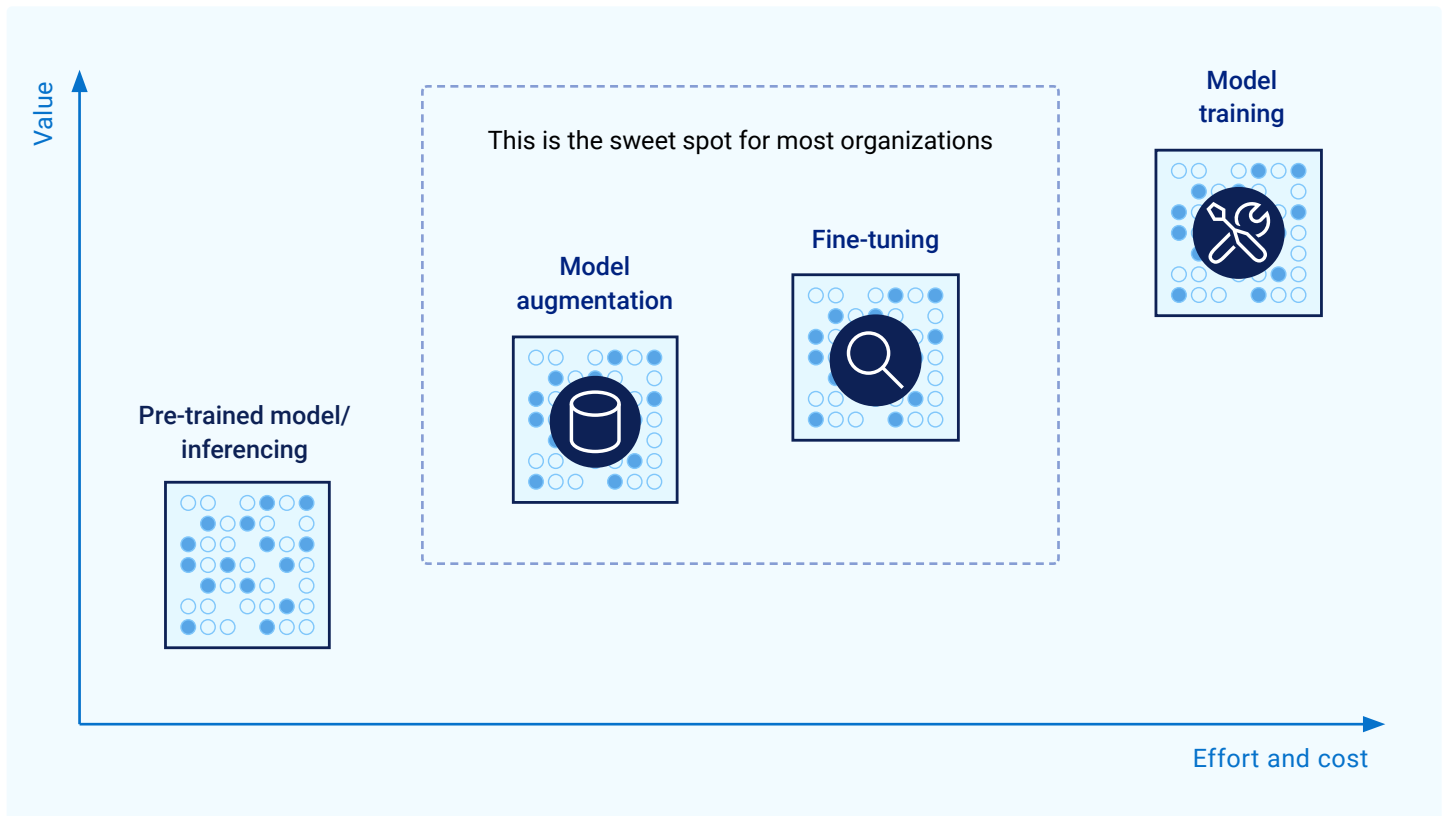 Value
This is the sweet spot for most organizations
Model
training
Fine-tuning
Model
augmentation
Pre-trained model/
inferencing
Effort and cost